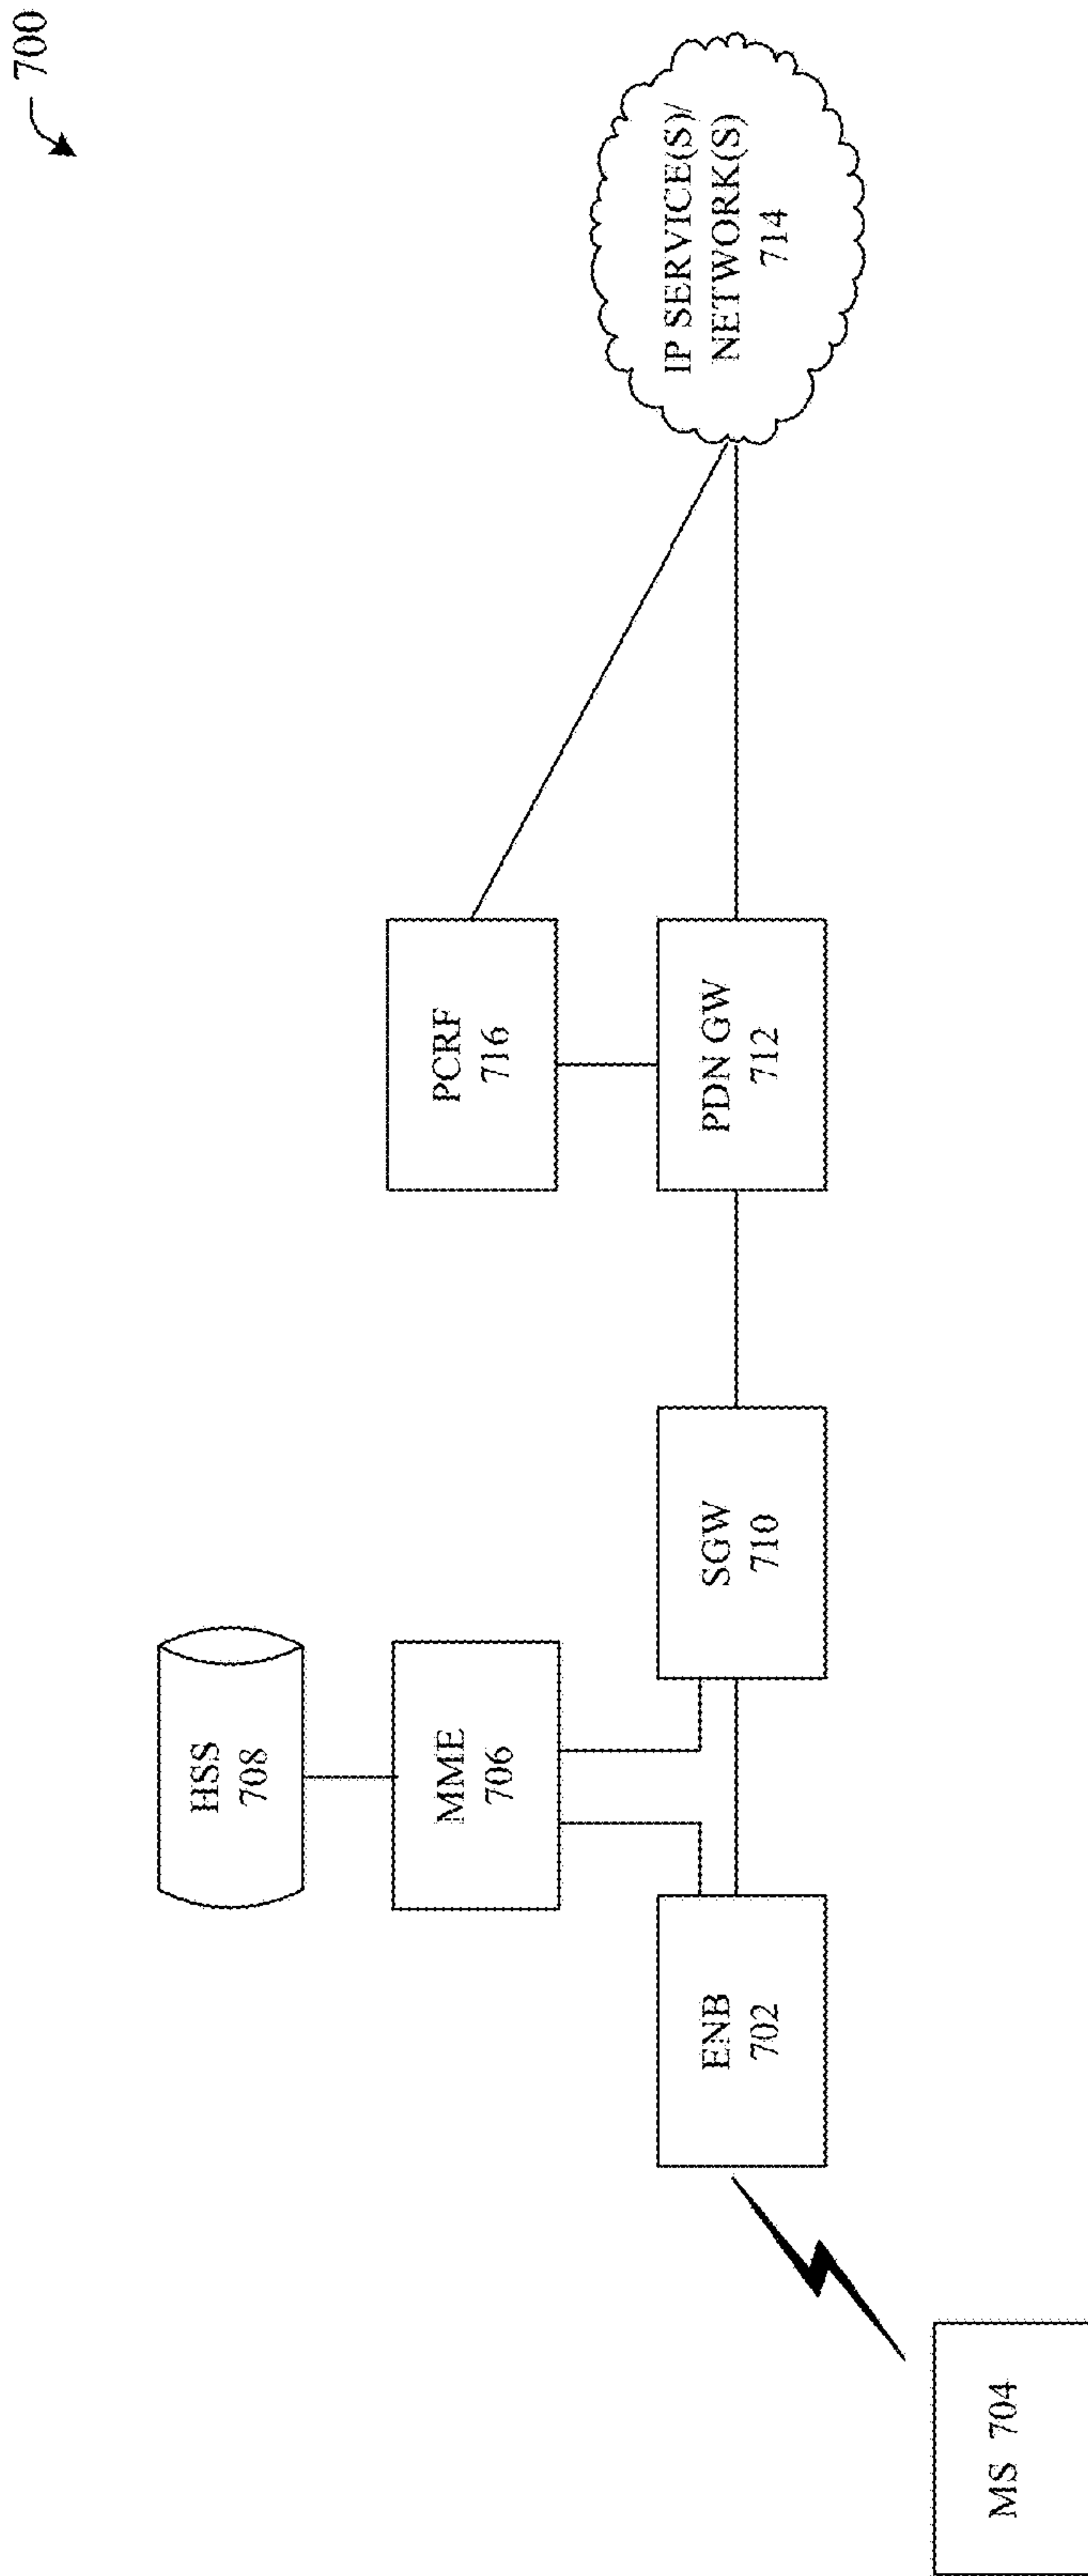 700
HSS
708
MME
706
PCRF
716
IP SERVICE(S)/
NETWORK(S)
714
ENB
702
SGW
710
PDN GW
712
MS 704